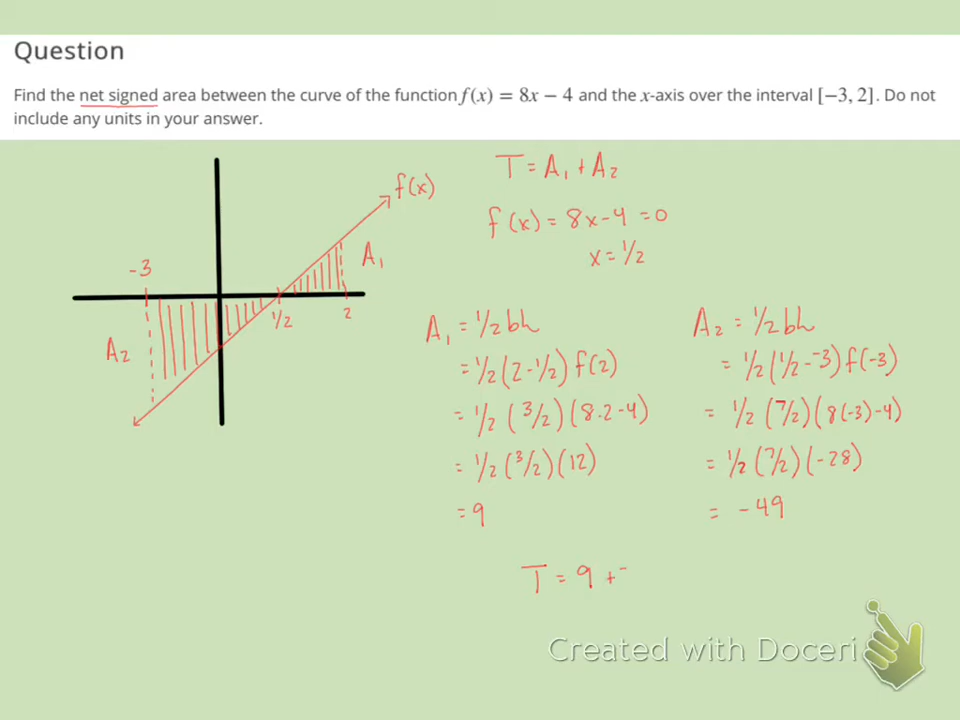 Question
Find the net signed area between the curve of the function f(x) = 8x − 4 and the x-axis over the interval [−3, 2]. Do not
include any units in your answer.
T = A₁ + A₂
f(x)
f(x) = 8x-4 = 0
x = 1/2
A₁
-3
1/2
2
A₂
A₁ = 1/2 bh
= 1/2 (2-1/2) f(2)
= 1/2 (3/2) (8·2-4)
= 1/2 (3/2) (12)
= 9
A₂ = 1/2 bh
= 1/2 (1/2 - -3) f(-3)
= 1/2 (7/2) (8(-3)-4)
= 1/2 (7/2) (-28)
= -49
T = 9 + -
Created with Doceri